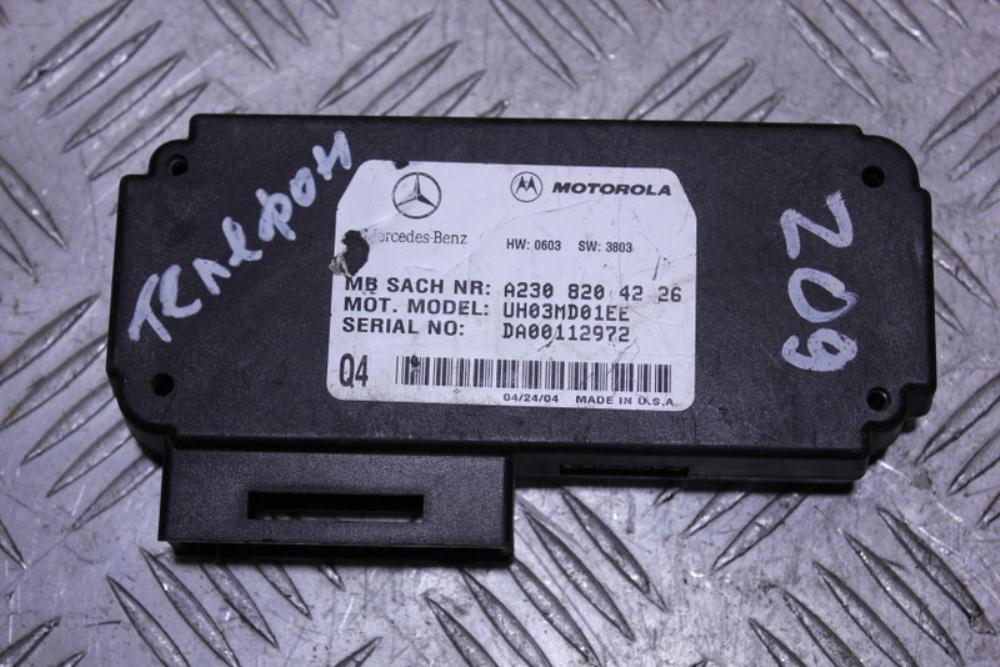 телефон
MOTOROLA
Mercedes-Benz
HW: 0603 SW: 3803
MB SACH NR: A230 820 42 26
MOT. MODEL: UH03MD01EE
SERIAL NO: DA00112972
Q4
04/24/04 MADE IN U.S.A.
209